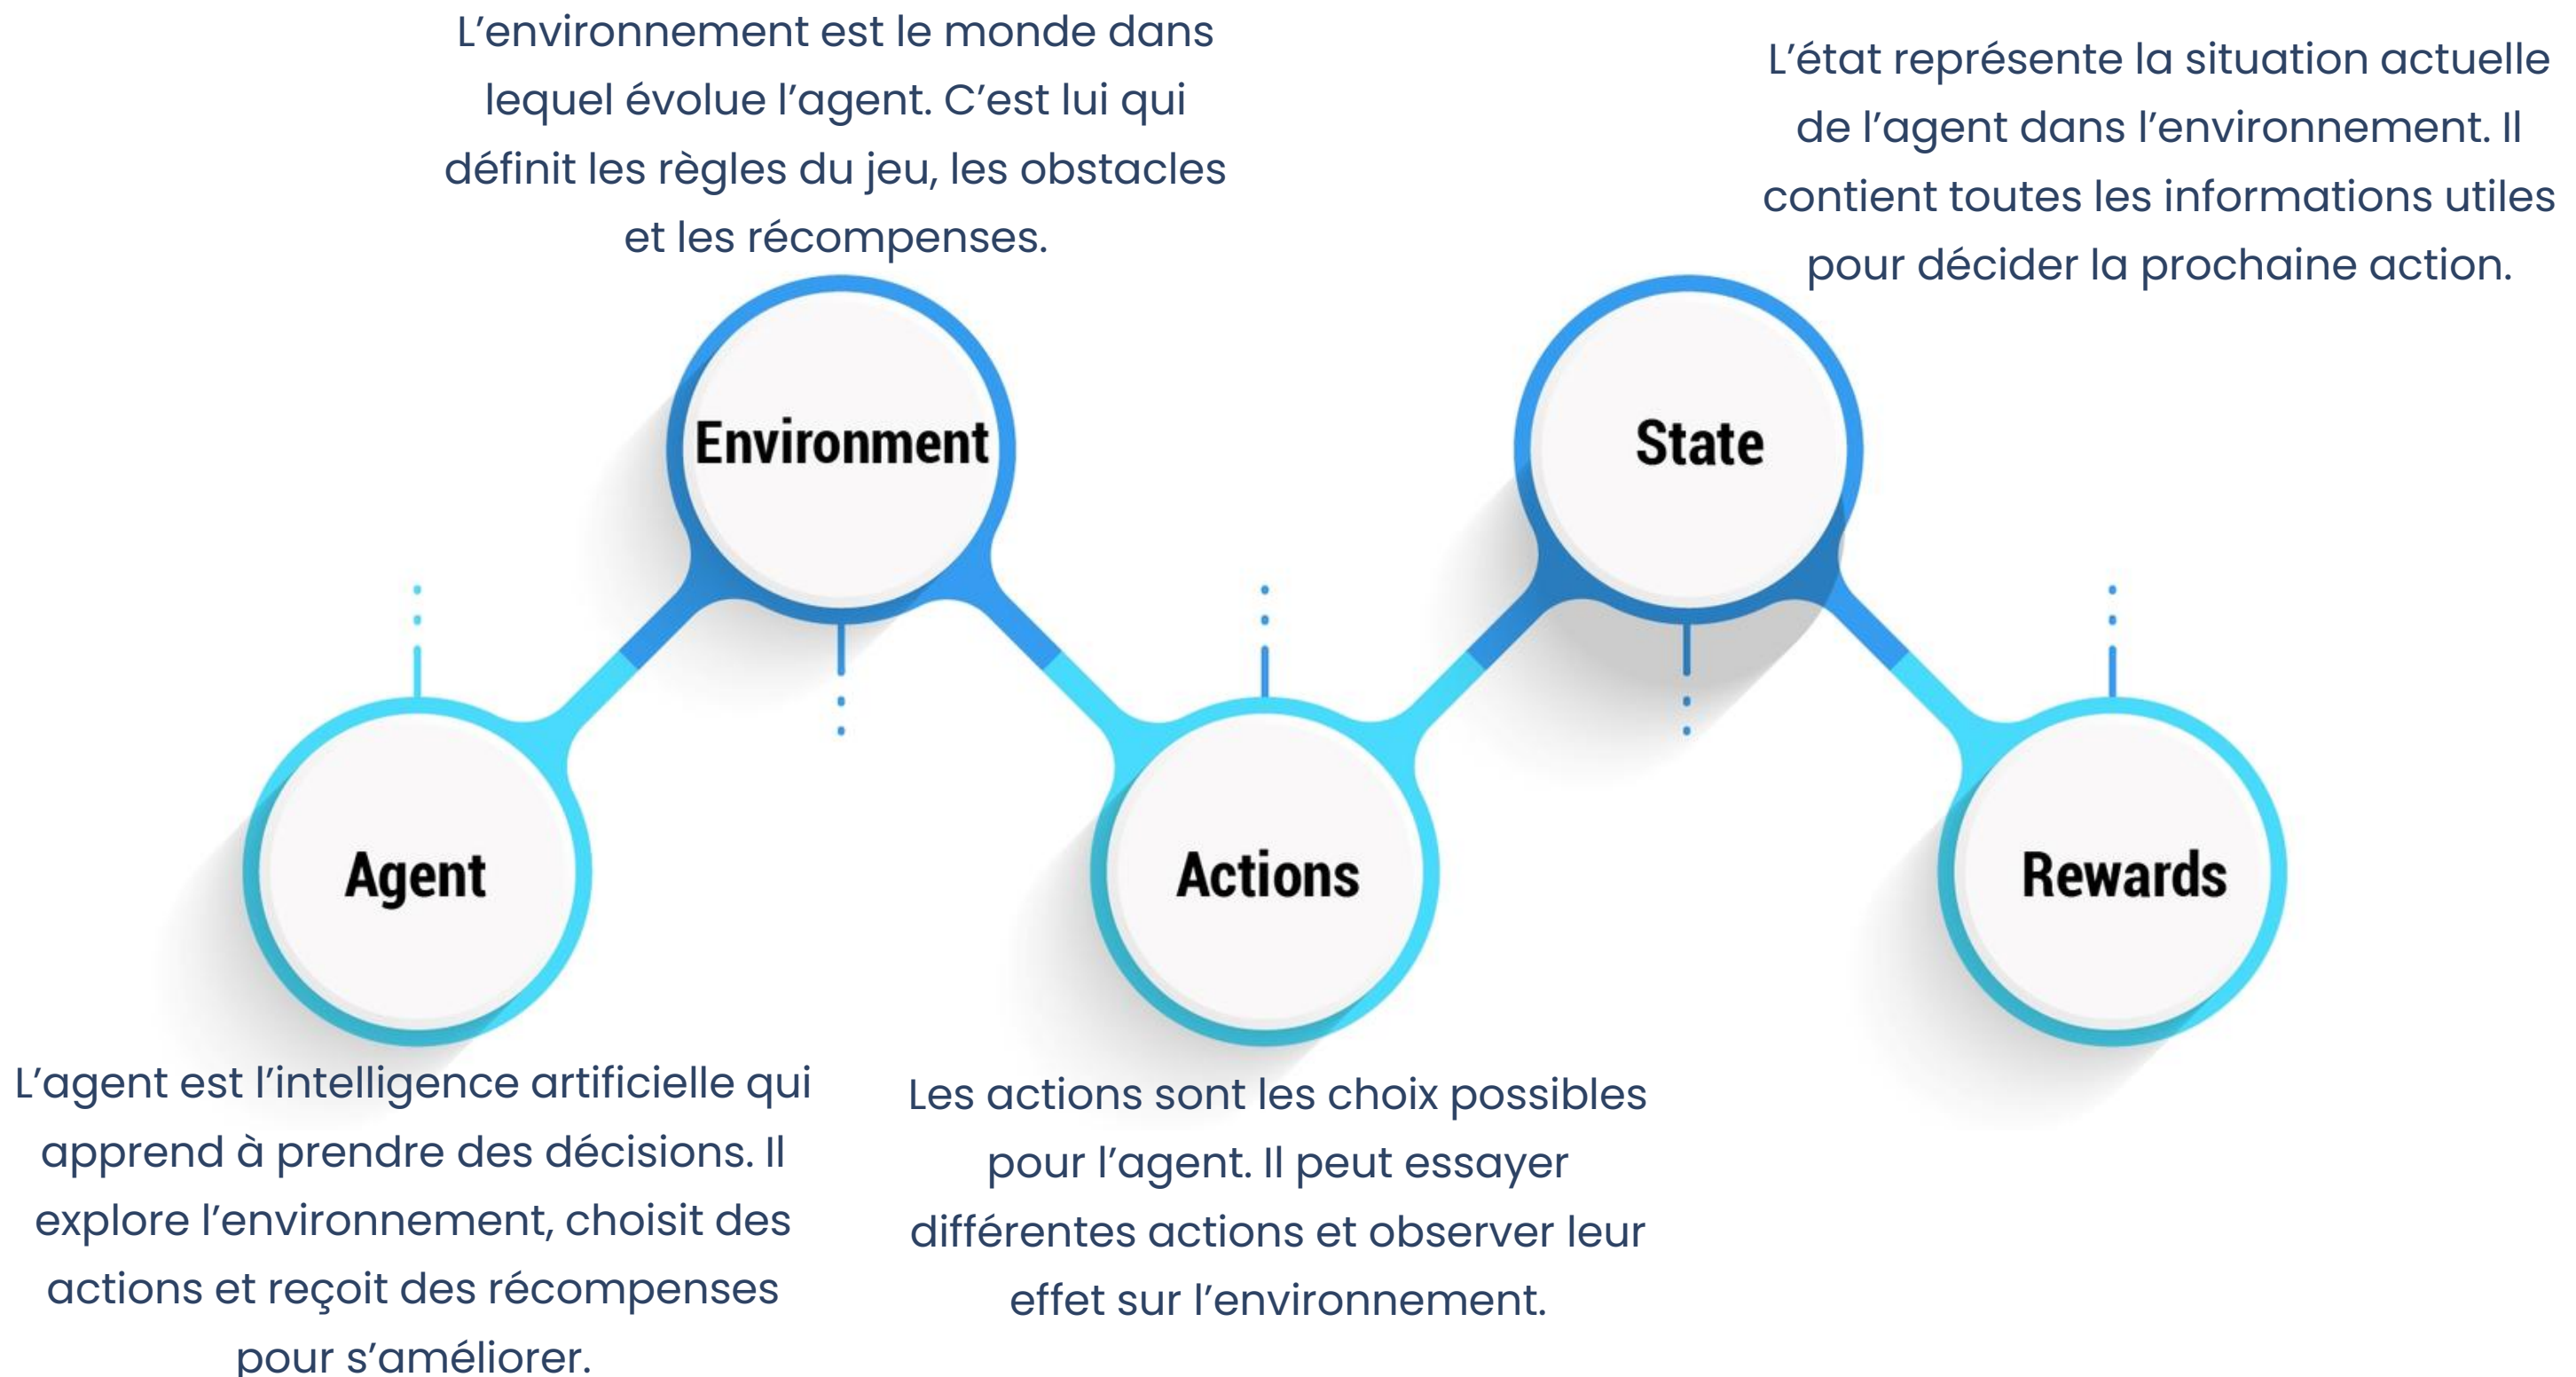 L’environnement est le monde dans
lequel évolue l’agent. C’est lui qui
définit les règles du jeu, les obstacles
et les récompenses.
L’état représente la situation actuelle
de l’agent dans l’environnement. Il
contient toutes les informations utiles
pour décider la prochaine action.
Environment
State
Agent
Actions
Rewards
L’agent est l’intelligence artificielle qui
apprend à prendre des décisions. Il
explore l’environnement, choisit des
actions et reçoit des récompenses
pour s’améliorer.
Les actions sont les choix possibles
pour l’agent. Il peut essayer
différentes actions et observer leur
effet sur l’environnement.